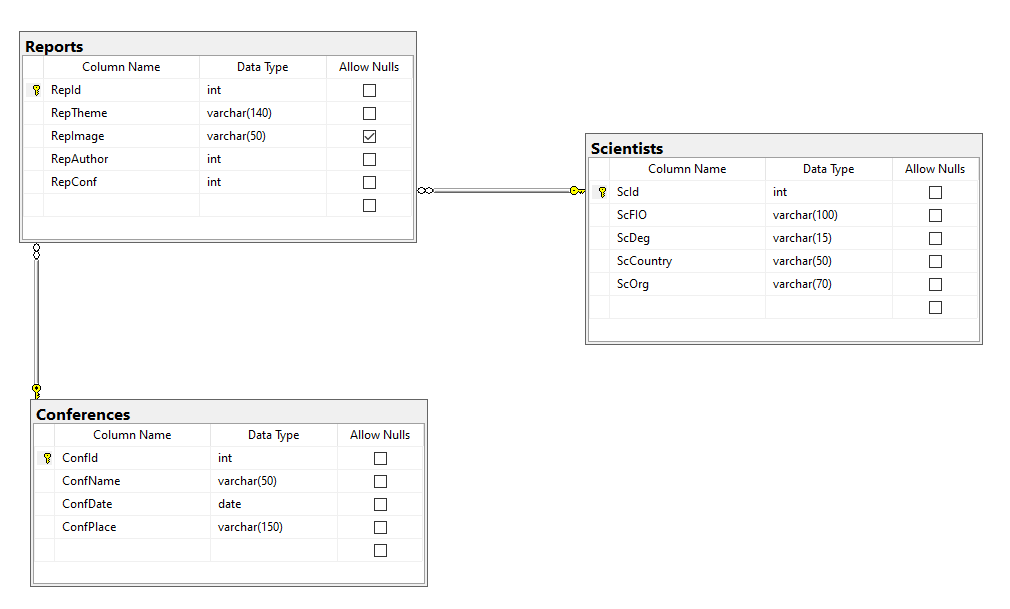 Reports
Column Name Data Type Allow Nulls
RepId int
RepTheme varchar(140)
RepImage varchar(50)
RepAuthor int
RepConf int
Scientists
Column Name Data Type Allow Nulls
ScId int
ScFIO varchar(100)
ScDeg varchar(15)
ScCountry varchar(50)
ScOrg varchar(70)
Conferences
Column Name Data Type Allow Nulls
ConfId int
ConfName varchar(50)
ConfDate date
ConfPlace varchar(150)